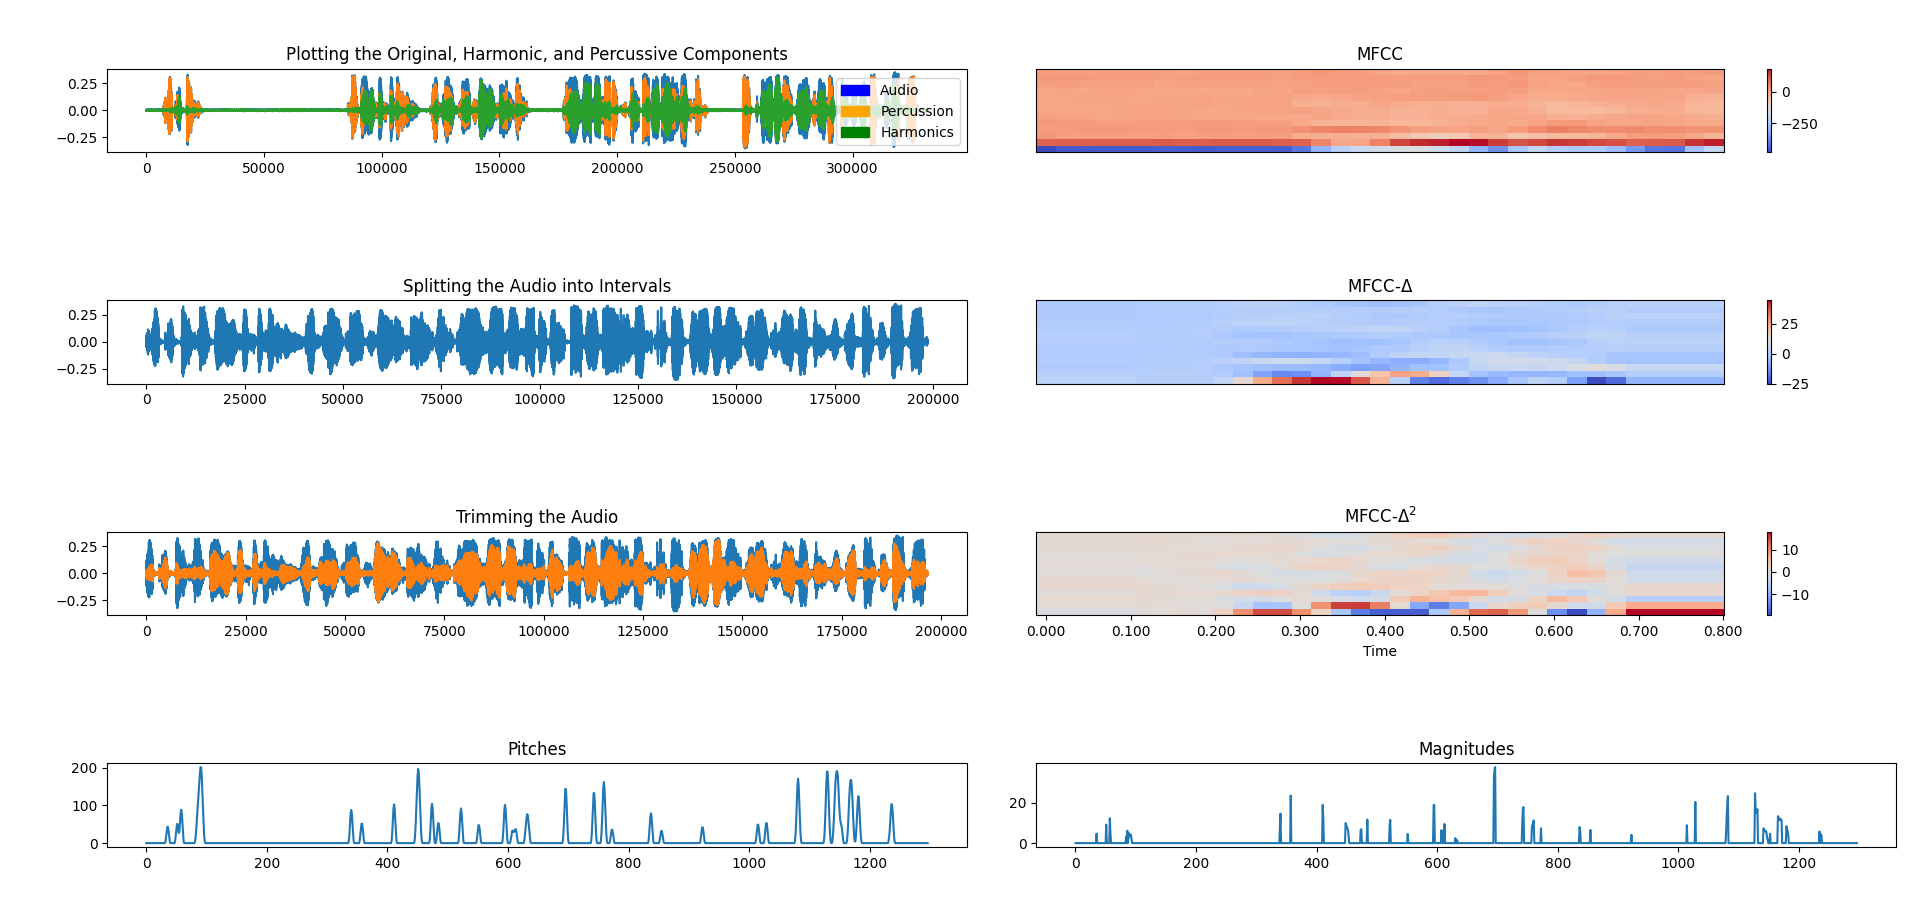 Plotting the Original, Harmonic, and Percussive Components
0.25
0.00
−0.25
Audio
Percussion
Harmonics
0 50000 100000 150000 200000 250000 300000
MFCC
0
−250
Splitting the Audio into Intervals
0.25
0.00
−0.25
0 25000 50000 75000 100000 125000 150000 175000 200000
MFCC-Δ
25
0
−25
Trimming the Audio
0.25
0.00
−0.25
0 25000 50000 75000 100000 125000 150000 175000 200000
MFCC-Δ²
10
0
−10
0.000 0.100 0.200 0.300 0.400 0.500 0.600 0.700 0.800
Time
Pitches
200
100
0
0 200 400 600 800 1000 1200
Magnitudes
20
0
0 200 400 600 800 1000 1200